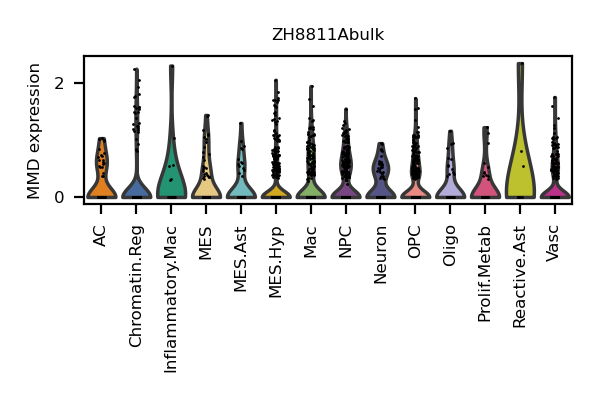 ZH8811Abulk
MMD expression
2
0
AC
Chromatin.Reg
Inflammatory.Mac
MES
MES.Ast
MES.Hyp
Mac
NPC
Neuron
OPC
Oligo
Prolif.Metab
Reactive.Ast
Vasc